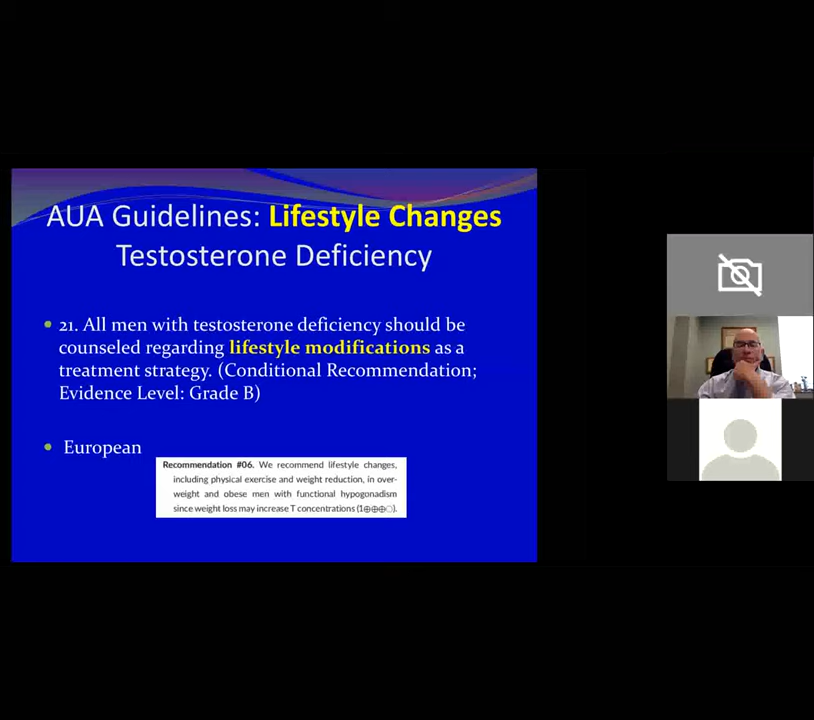 AUA Guidelines: Lifestyle Changes
Testosterone Deficiency
21. All men with testosterone deficiency should be
counseled regarding lifestyle modifications as a
treatment strategy. (Conditional Recommendation;
Evidence Level: Grade B)
European
Recommendation #06. We recommend lifestyle changes,
including physical exercise and weight reduction, in over-
weight and obese men with functional hypogonadism
since weight loss may increase T concentrations (1⊕⊕⊕◯).